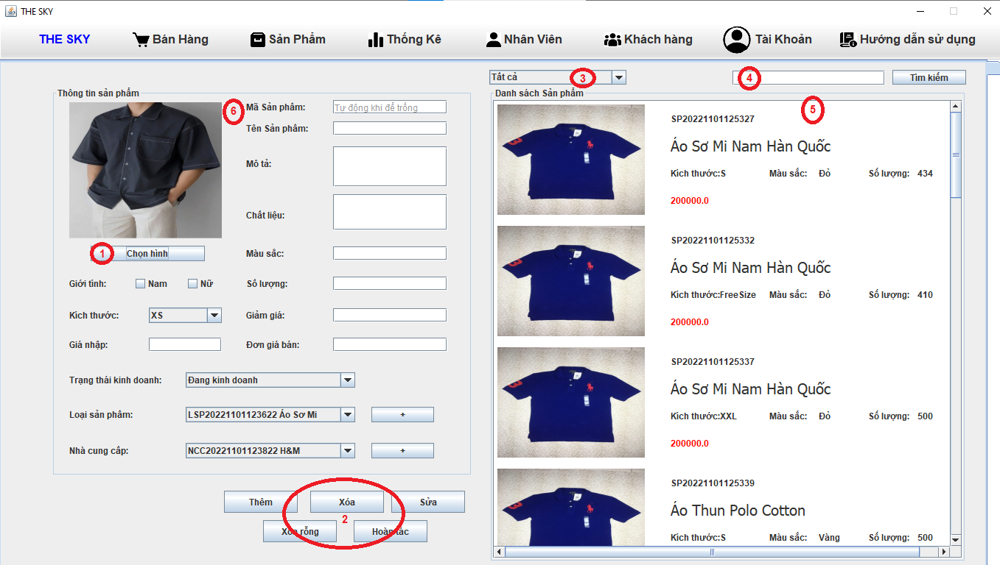 THE SKY
THE SKY Bán Hàng Sản Phẩm Thống Kê Nhân Viên Khách hàng Tài Khoản Hướng dẫn sử dụng
Tất cả 3 4 Tìm kiếm
Thông tin sản phẩm
6 Mã Sản phẩm: Tự động khi để trống
Tên Sản phẩm:
Mô tả:
Chất liệu:
1 Chọn hình Màu sắc:
Giới tính: Nam Nữ Số lượng:
Kích thước: XS Giảm giá:
Giá nhập: Đơn giá bán:
Trạng thái kinh doanh: Đang kinh doanh
Loại sản phẩm: LSP20221101123622 Áo Sơ Mi +
Nhà cung cấp: NCC20221101123822 H&M +
Thêm Xóa Sửa
2
Xóa rỗng Hoàn tác
Danh sách Sản phẩm
5
SP20221101125327
Áo Sơ Mi Nam Hàn Quốc
Kích thước:S Màu sắc: Đỏ Số lượng: 434
200000.0
SP20221101125332
Áo Sơ Mi Nam Hàn Quốc
Kích thước:FreeSize Màu sắc: Đỏ Số lượng: 410
200000.0
SP20221101125337
Áo Sơ Mi Nam Hàn Quốc
Kích thước:XXL Màu sắc: Đỏ Số lượng: 500
200000.0
SP20221101125339
Áo Thun Polo Cotton
Kích thước:S Màu sắc: Vàng Số lượng: 500